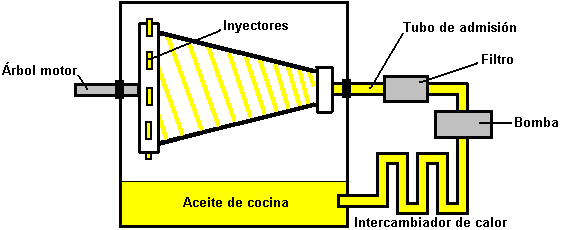 Inyectores
Tubo de admisión
Filtro
Árbol motor
Bomba
Aceite de cocina
Intercambiador de calor